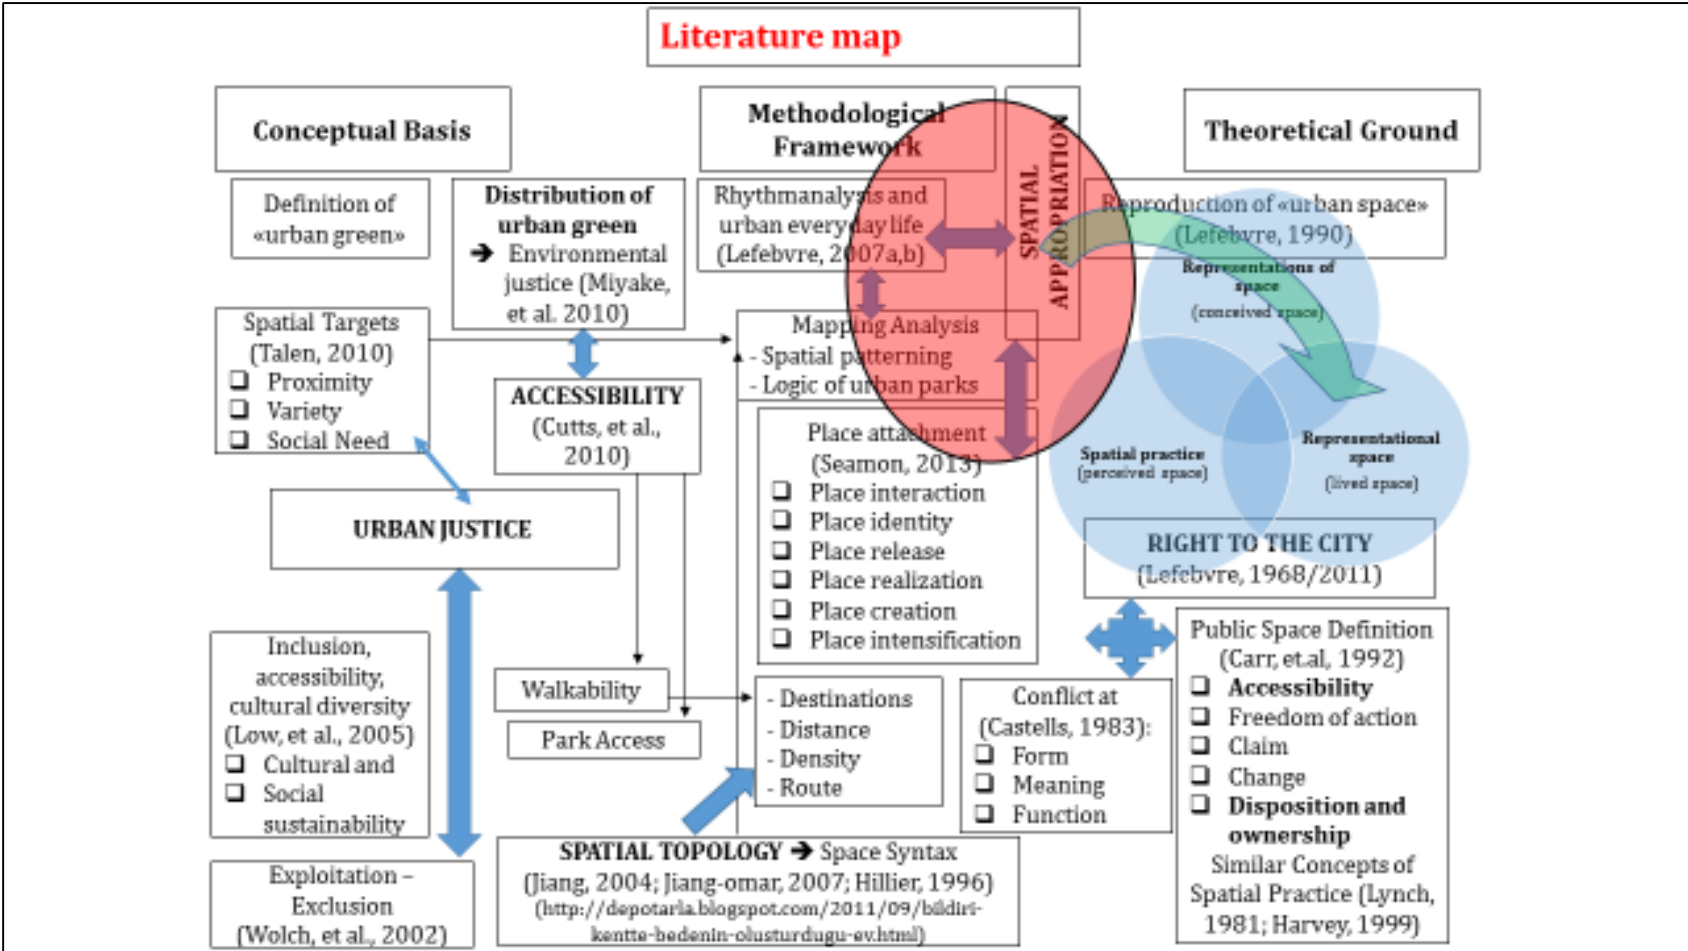 Literature map
Conceptual Basis
Methodological
Framework
SPATIAL
APPROPRIATION
Theoretical Ground
Definition of
«urban green»
Distribution of
urban green
➔ Environmental
justice (Miyake,
et al. 2010)
Rhythmanalysis and
urban everyday life
(Lefebvre, 2007a,b)
Reproduction of «urban space»
(Lefebvre, 1990)
Representations of
space
(conceived space)
Spatial practice
(perceived space)
Representational
space
(lived space)
Spatial Targets
(Talen, 2010)
❑ Proximity
❑ Variety
❑ Social Need
ACCESSIBILITY
(Cutts, et al.,
2010)
Mapping Analysis
- Spatial patterning
- Logic of urban parks
Place attachment
(Seamon, 2013)
❑ Place interaction
❑ Place identity
❑ Place release
❑ Place realization
❑ Place creation
❑ Place intensification
URBAN JUSTICE
RIGHT TO THE CITY
(Lefebvre, 1968/2011)
Inclusion,
accessibility,
cultural diversity
(Low, et al., 2005)
❑ Cultural and
❑ Social
sustainability
Walkability
Park Access
- Destinations
- Distance
- Density
- Route
Conflict at
(Castells, 1983):
❑ Form
❑ Meaning
❑ Function
Public Space Definition
(Carr, et.al, 1992)
❑ Accessibility
❑ Freedom of action
❑ Claim
❑ Change
❑ Disposition and
ownership
Similar Concepts of
Spatial Practice (Lynch,
1981; Harvey, 1999)
Exploitation –
Exclusion
(Wolch, et al., 2002)
SPATIAL TOPOLOGY ➔ Space Syntax
(Jiang, 2004; Jiang-omar, 2007; Hillier, 1996)
(http://depotarla.blogspot.com/2011/09/bildiri-
kentte-bedenin-olusturdugu-ev.html)